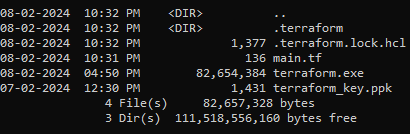 08-02-2024 10:32 PM <DIR> ..
08-02-2024 10:32 PM <DIR> .terraform
08-02-2024 10:32 PM 1,377 .terraform.lock.hcl
08-02-2024 10:31 PM 136 main.tf
08-02-2024 04:50 PM 82,654,384 terraform.exe
07-02-2024 12:30 PM 1,431 terraform_key.ppk
4 File(s) 82,657,328 bytes
3 Dir(s) 111,518,556,160 bytes free